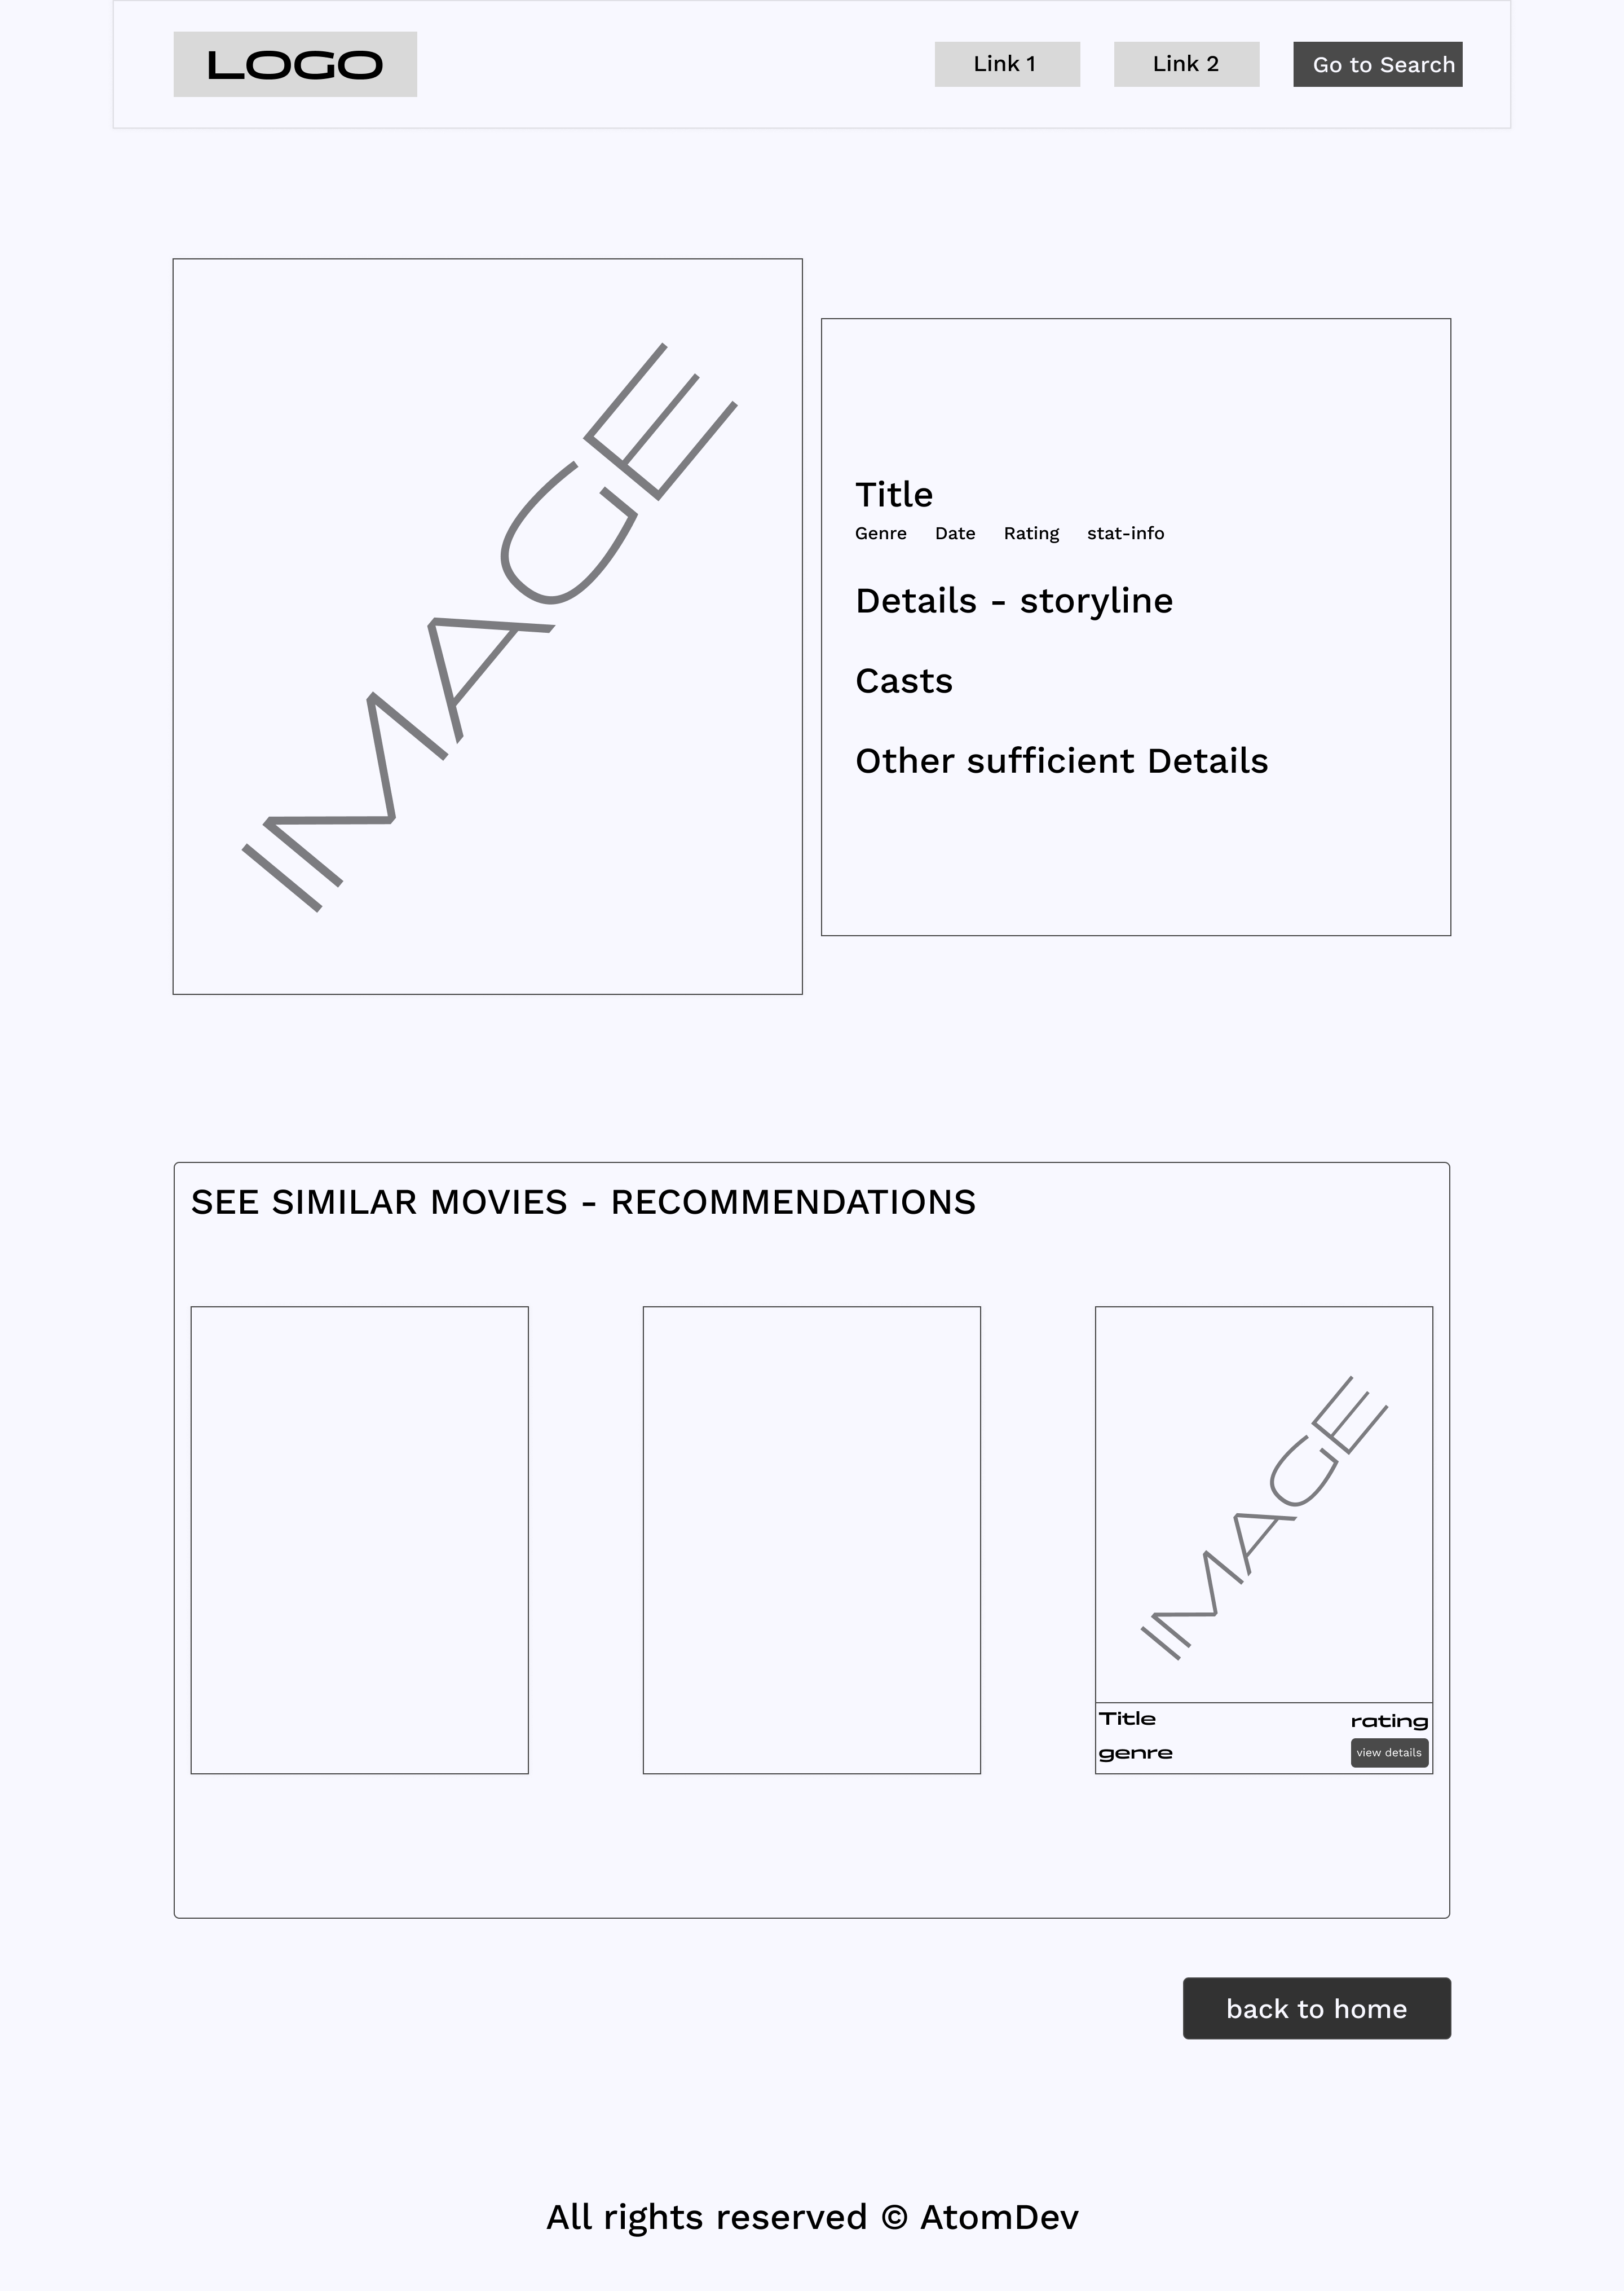 LOGO
Link 1
Link 2
Go to Search
IMAGE
Title
Genre Date Rating stat-info
Details - storyline
Casts
Other sufficient Details
SEE SIMILAR MOVIES - RECOMMENDATIONS
IMAGE
Title
rating
genre
view details
back to home
All rights reserved © AtomDev